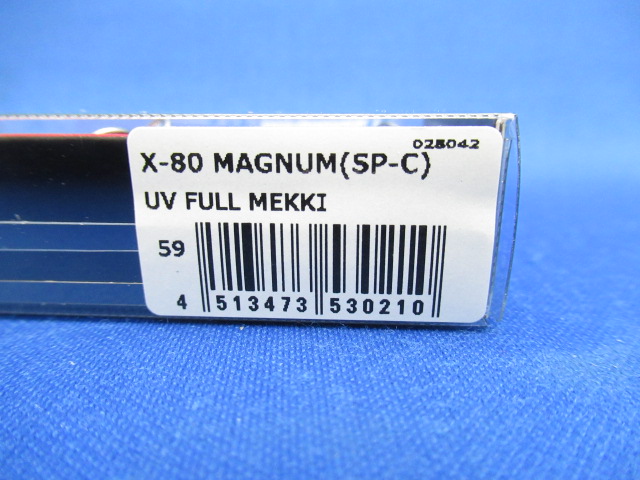 028042
X-80 MAGNUM(SP-C)
UV FULL MEKKI
59
4 513473 530210